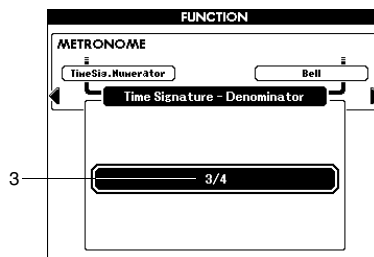 FUNCTION
METRONOME
TimeSig.Numerator Bell
Time Signature - Denominator
3 3/4